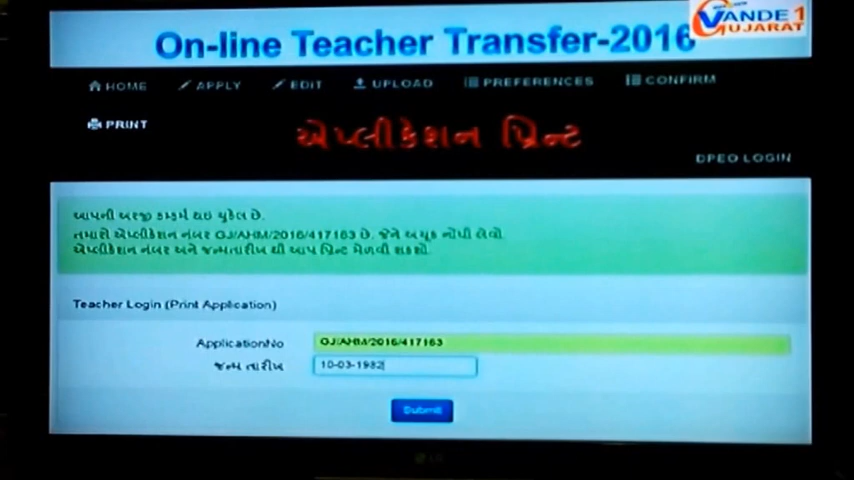 On-line Teacher Transfer-2016
VANDE 1
GUJARAT
HOME APPLY EDIT UPLOAD PREFERENCES CONFIRM
PRINT
એપ્લીકેશન પ્રિન્ટ
DPEO LOGIN
આપની અરજી કન્ફર્મ થઇ ચુકેલ છે.
તમારો એપ્લીકેશન નંબર GJ/AHM/2016/417163 છે. જેને અચૂક નોંધી લેવો
એપ્લીકેશન નંબર અને જન્મતારીખ થી આપ પ્રિન્ટ મેળવી શકશો.
Teacher Login (Print Application)
ApplicationNo GJ/AHM/2016/417163
જન્મ તારીખ 10-03-1982
Submit
LG